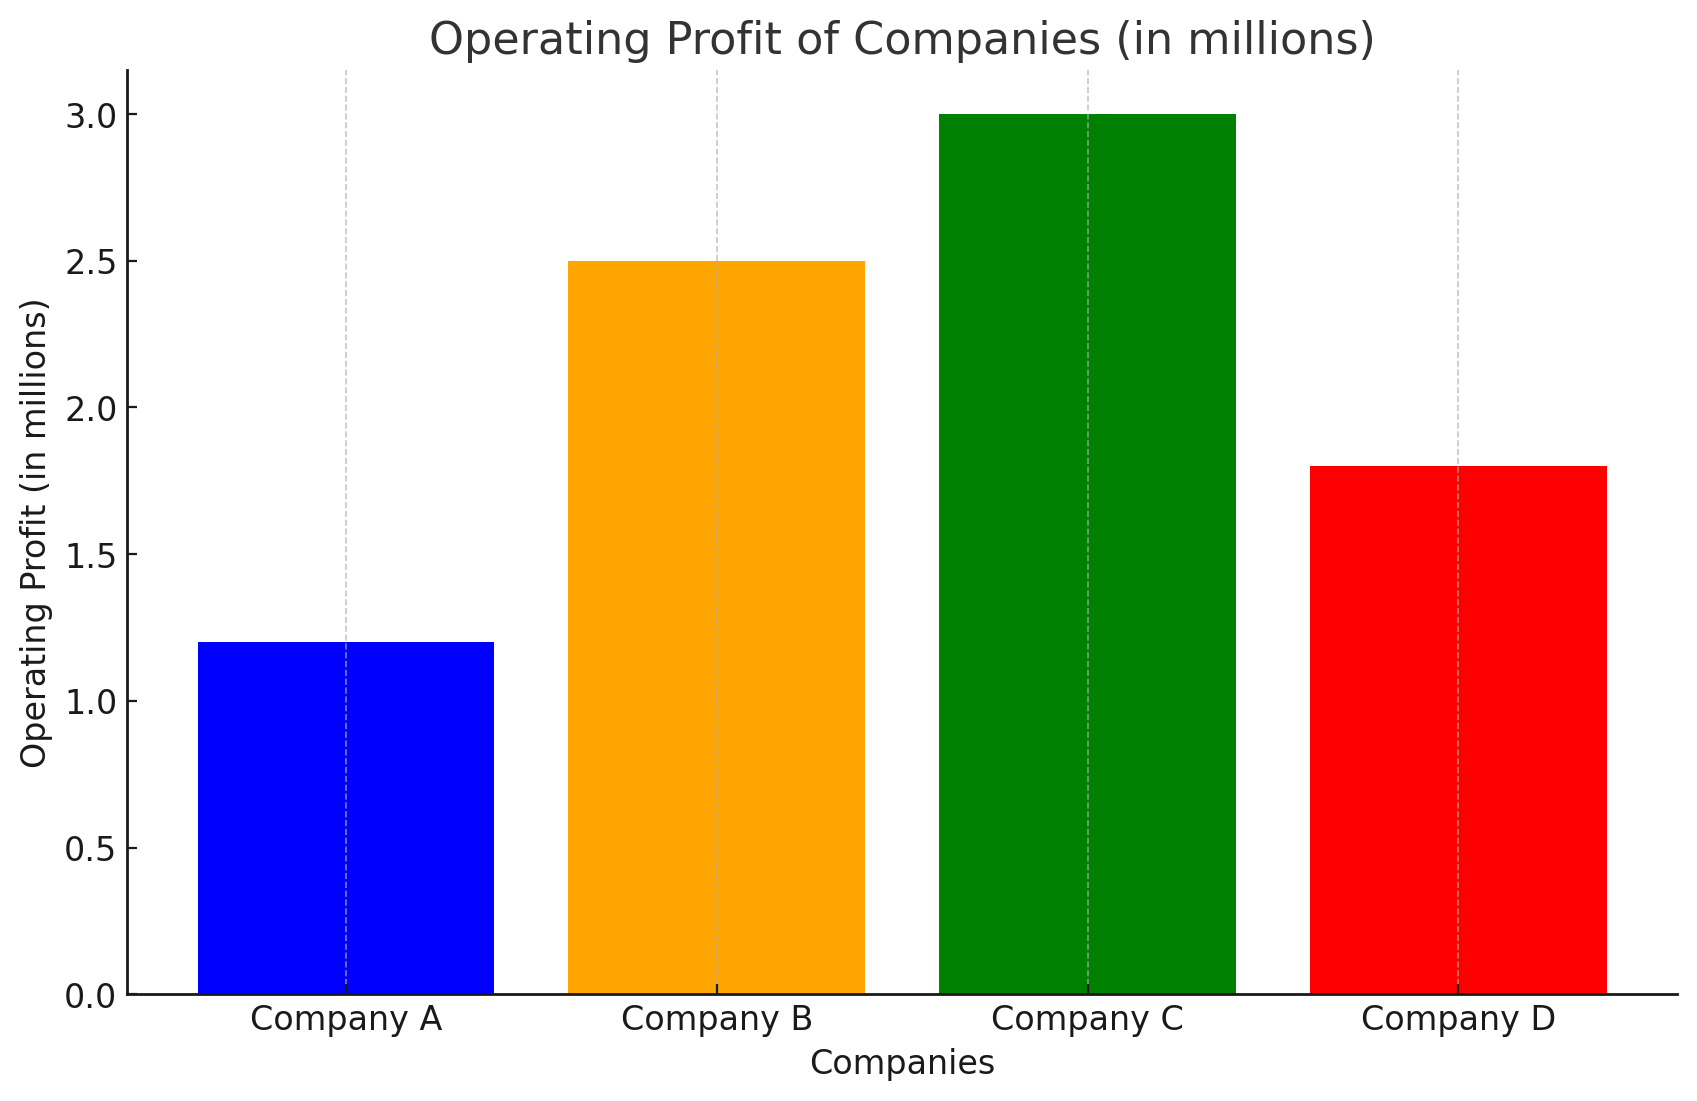 Operating Profit of Companies (in millions)
Operating Profit (in millions)
3.0
2.5
2.0
1.5
1.0
0.5
0.0
Company A Company B Company C Company D
Companies